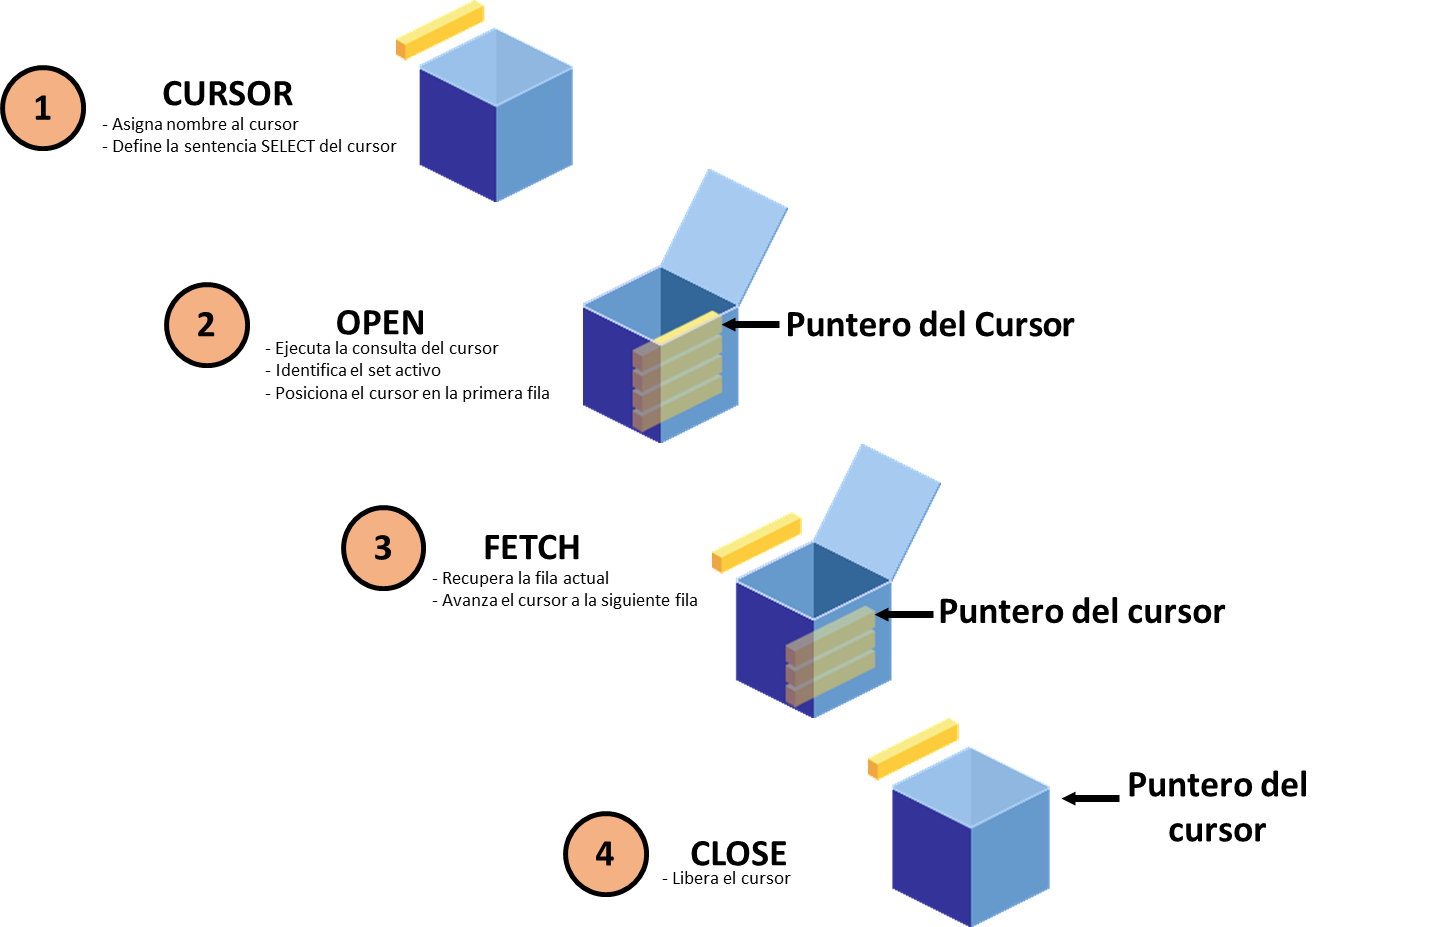 1
CURSOR
- Asigna nombre al cursor
- Define la sentencia SELECT del cursor
2
OPEN
- Ejecuta la consulta del cursor
- Identifica el set activo
- Posiciona el cursor en la primera fila
Puntero del Cursor
3
FETCH
- Recupera la fila actual
- Avanza el cursor a la siguiente fila
Puntero del cursor
4
CLOSE
- Libera el cursor
Puntero del
cursor